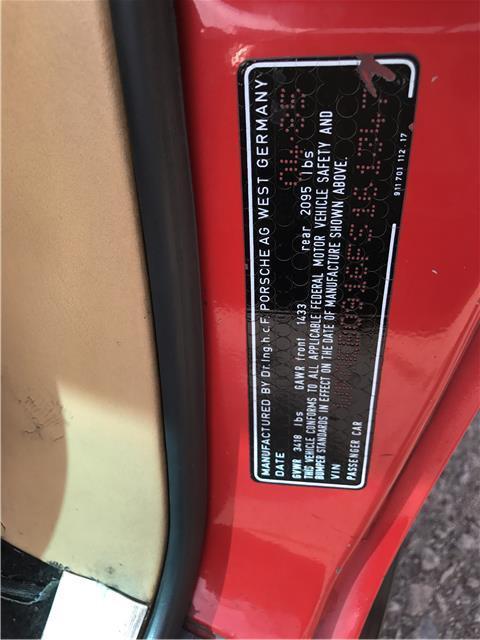 MANUFACTURED BY Dr.Ing.h.c.F. PORSCHE AG WEST GERMANY
DATE
GVWR 3418 lbs GAWR front 1433 rear 2095 lbs
THIS VEHICLE CONFORMS TO ALL APPLICABLE FEDERAL MOTOR VEHICLE SAFETY AND
BUMPER STANDARDS IN EFFECT ON THE DATE OF MANUFACTURE SHOWN ABOVE.
VIN
PASSENGER CAR
911 701 112 17